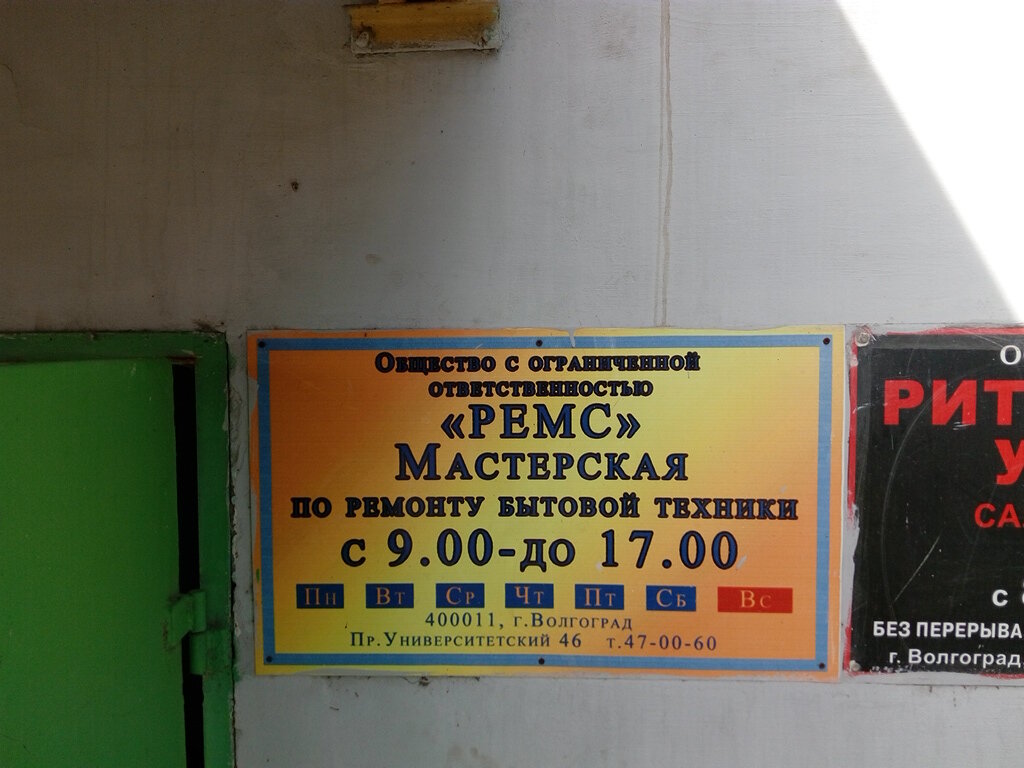 Общество с ограниченной
ответственностью
«РЕМС»
Мастерская
по ремонту бытовой техники
с 9.00-до 17.00
Пн Вт Ср Чт Пт Сб Вс
400011, г.Волгоград
Пр.Университетский 46 т.47-00-60
БЕЗ ПЕРЕРЫВА
г. Волгоград